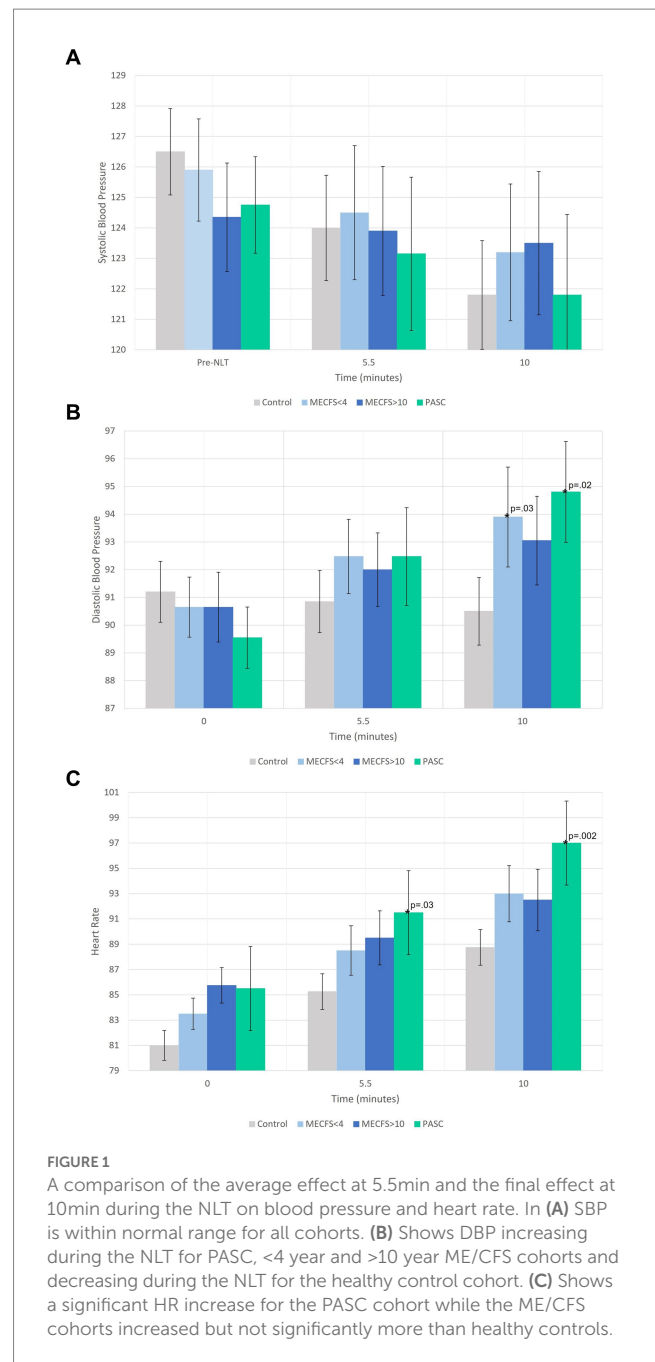 A
129
128
127
126
125
124
123
122
121
120
Systolic Blood Pressure
Pre-NLT 5.5 10
Time (minutes)
Control MECFS<4 MECFS>10 PASC
B
97
96
95
94
93
92
91
90
89
88
87
Diastolic Blood Pressure
p=.03
p=.02
0 5.5 10
Time (minutes)
Control MECFS<4 MECFS>10 PASC
C
101
99
97
95
93
91
89
87
85
83
81
79
Heart Rate
p=.03
p=.002
0 5.5 10
Time (minutes)
Control MECFS<4 MECFS>10 PASC
FIGURE 1
A comparison of the average effect at 5.5min and the final effect at
10min during the NLT on blood pressure and heart rate. In (A) SBP
is within normal range for all cohorts. (B) Shows DBP increasing
during the NLT for PASC, <4 year and >10 year ME/CFS cohorts and
decreasing during the NLT for the healthy control cohort. (C) Shows
a significant HR increase for the PASC cohort while the ME/CFS
cohorts increased but not significantly more than healthy controls.